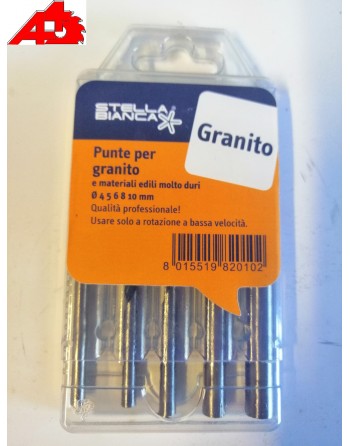 STELLA
BIANCA
Granito
Punte per
granito
e materiali edili molto duri
Ø 4 5 6 8 10 mm
Qualità professionale!
Usare solo a rotazione a bassa velocità.
8 015519 820102